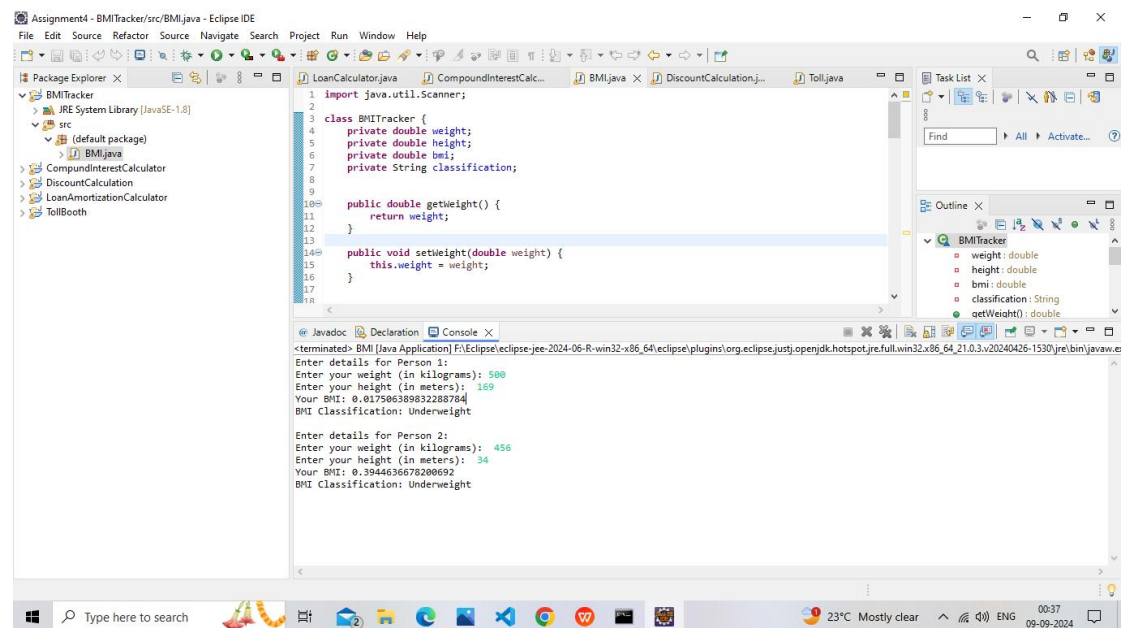 Assignment4 - BMITracker/src/BMI.java - Eclipse IDE
File Edit Source Refactor Source Navigate Search Project Run Window Help
Package Explorer
BMITracker
JRE System Library [JavaSE-1.8]
src
(default package)
BMI.java
CompundInterestCalculator
DiscountCalculation
LoanAmortizationCalculator
TollBooth
LoanCalculator.java CompoundInterestCalc... BMI.java DiscountCalculation.j... Toll.java
1 import java.util.Scanner;
2
3 class BMITracker {
4 private double weight;
5 private double height;
6 private double bmi;
7 private String classification;
8
9
10 public double getWeight() {
11 return weight;
12 }
13
14 public void setWeight(double weight) {
15 this.weight = weight;
16 }
17
18
Task List
Find All Activate...
Outline
BMITracker
weight : double
height : double
bmi : double
classification : String
getWeight() : double
Javadoc Declaration Console
<terminated> BMI [Java Application] F:\Eclipse\eclipse-jee-2024-06-R-win32-x86_64\eclipse\plugins\org.eclipse.justj.openjdk.hotspot.jre.full.win32.x86_64_21.0.3.v20240426-1530\jre\bin\javaw.e
Enter details for Person 1:
Enter your weight (in kilograms): 500
Enter your height (in meters): 169
Your BMI: 0.017506389832288784
BMI Classification: Underweight
Enter details for Person 2:
Enter your weight (in kilograms): 456
Enter your height (in meters): 34
Your BMI: 0.3944636678200692
BMI Classification: Underweight
Type here to search
23°C Mostly clear
ENG
00:37
09-09-2024